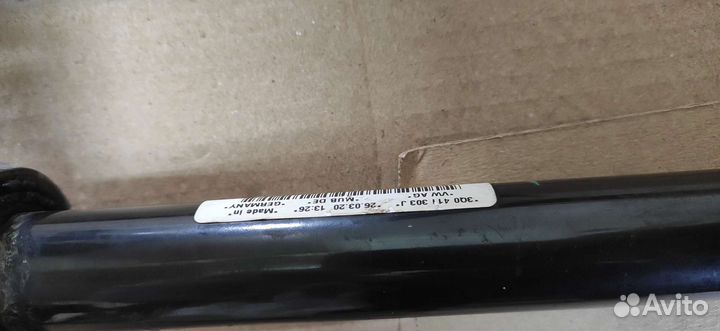 *3Q0 411 303 J* *26.03.20 13:26* *Made in*
*VW AG* *MUB DE* *GERMANY*
Avito